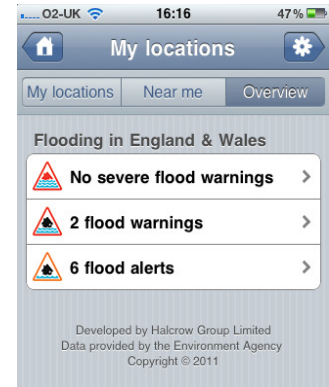 O2-UK 16:16 47%
My locations
My locations Near me Overview
Flooding in England & Wales
No severe flood warnings
2 flood warnings
6 flood alerts
Developed by Halcrow Group Limited
Data provided by the Environment Agency
Copyright © 2011